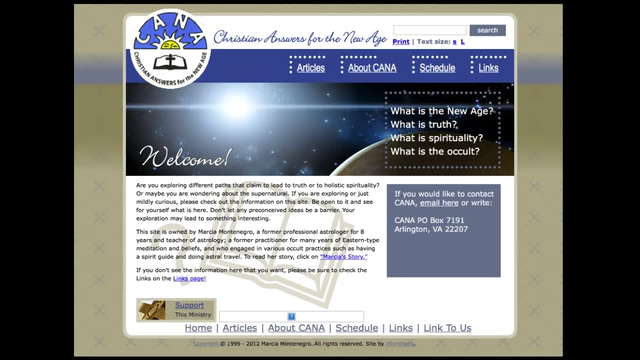 CANA
CHRISTIAN ANSWERS for the NEW AGE
Christian Answers for the New Age
search
Print | Text size: s L
Articles
About CANA
Schedule
Links
What is the New Age?
What is truth?
What is spirituality?
What is the occult?
Welcome!
Are you exploring different paths that claim to lead to truth or to holistic spirituality?
Or maybe you are wondering about the supernatural. If you are exploring or just
mildly curious, please check out the information on this site. Be open to it and see
for yourself what is here. Don't let any preconceived ideas be a barrier. Your
exploration may lead to something interesting.
This site is owned by Marcia Montenegro, a former professional astrologer for 8
years and teacher of astrology; a former practitioner for many years of Eastern-type
meditation and beliefs, and who engaged in various occult practices such as having
a spirit guide and doing astral travel. To read her story, click on "Marcia's Story."
If you don't see the information here that you want, please be sure to check the
Links on the Links page!
If you would like to contact
CANA, email here or write:
CANA PO Box 7191
Arlington, VA 22207
Support
This Ministry
?
Home | Articles | About CANA | Schedule | Links | Link To Us
Copyright © 1999 - 2012 Marcia Montenegro. All rights reserved. Site by